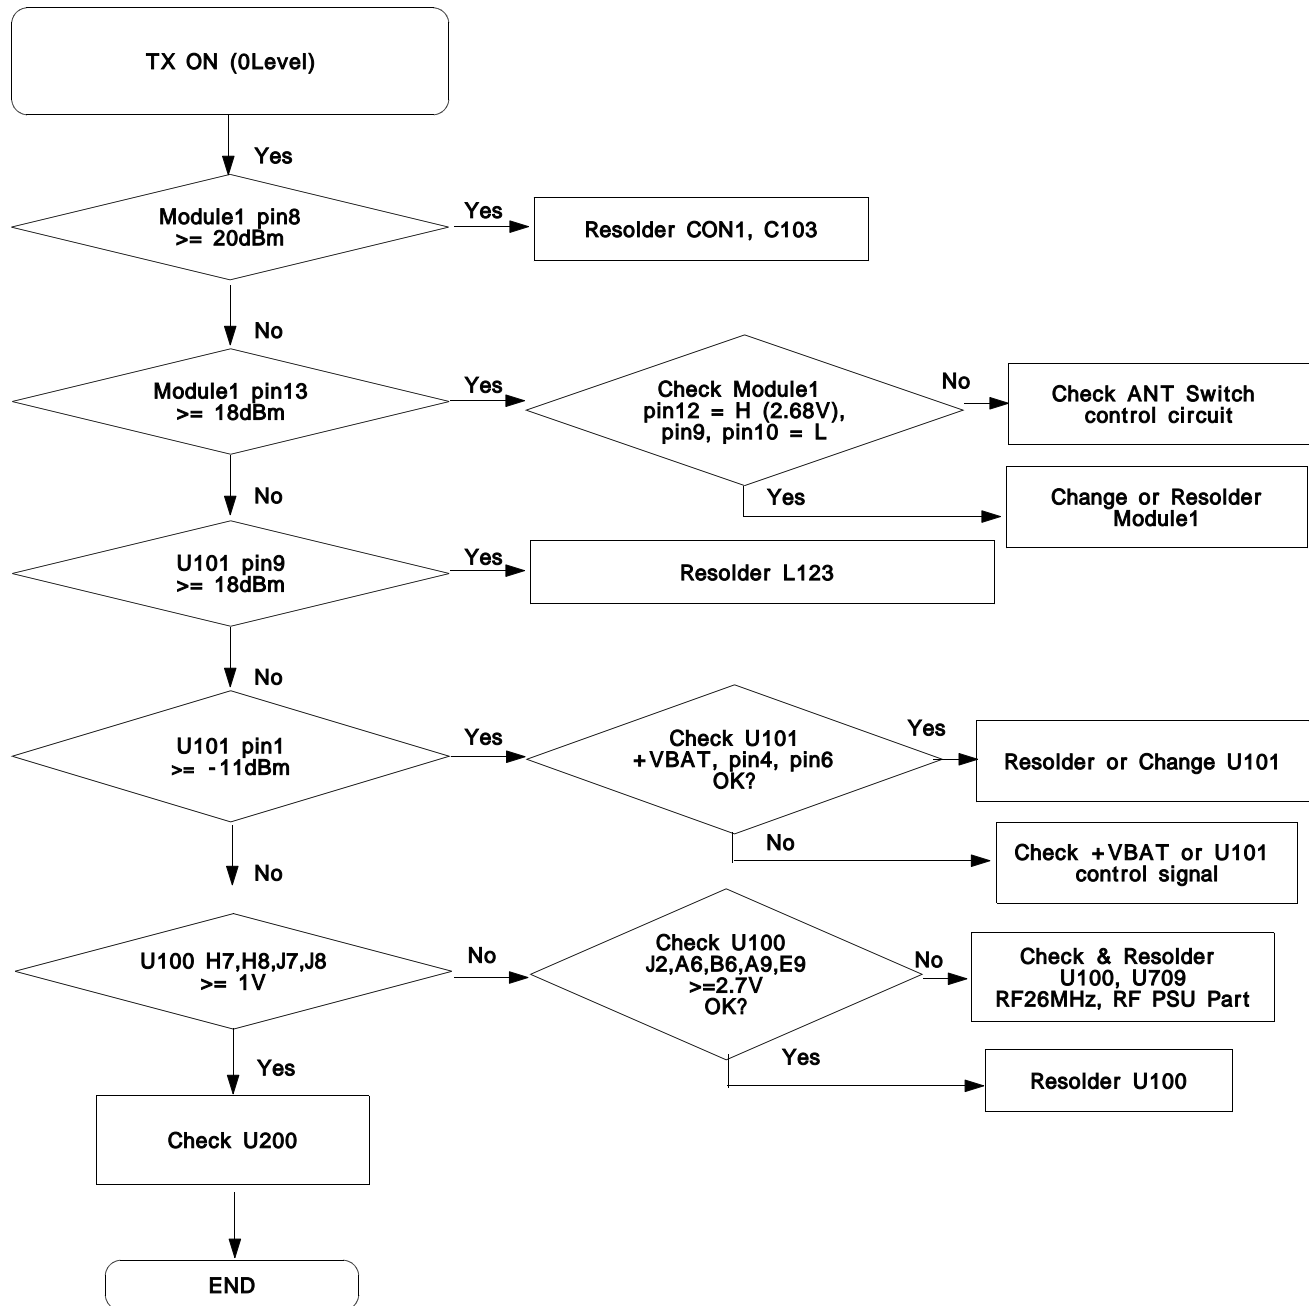 TX ON (0Level)
Yes
Module1 pin8
>= 20dBm
Yes
Resolder CON1, C103
No
Module1 pin13
>= 18dBm
Yes
Check Module1
pin12 = H (2.68V),
pin9, pin10 = L
No
Check ANT Switch
control circuit
Yes
Change or Resolder
Module1
No
U101 pin9
>= 18dBm
Yes
Resolder L123
No
U101 pin1
>= -11dBm
Yes
Check U101
+VBAT, pin4, pin6
OK?
Yes
Resolder or Change U101
No
Check +VBAT or U101
control signal
No
U100 H7,H8,J7,J8
>= 1V
No
Check U100
J2,A6,B6,A9,E9
>=2.7V
OK?
No
Check & Resolder
U100, U709
RF26MHz, RF PSU Part
Yes
Resolder U100
Yes
Check U200
END